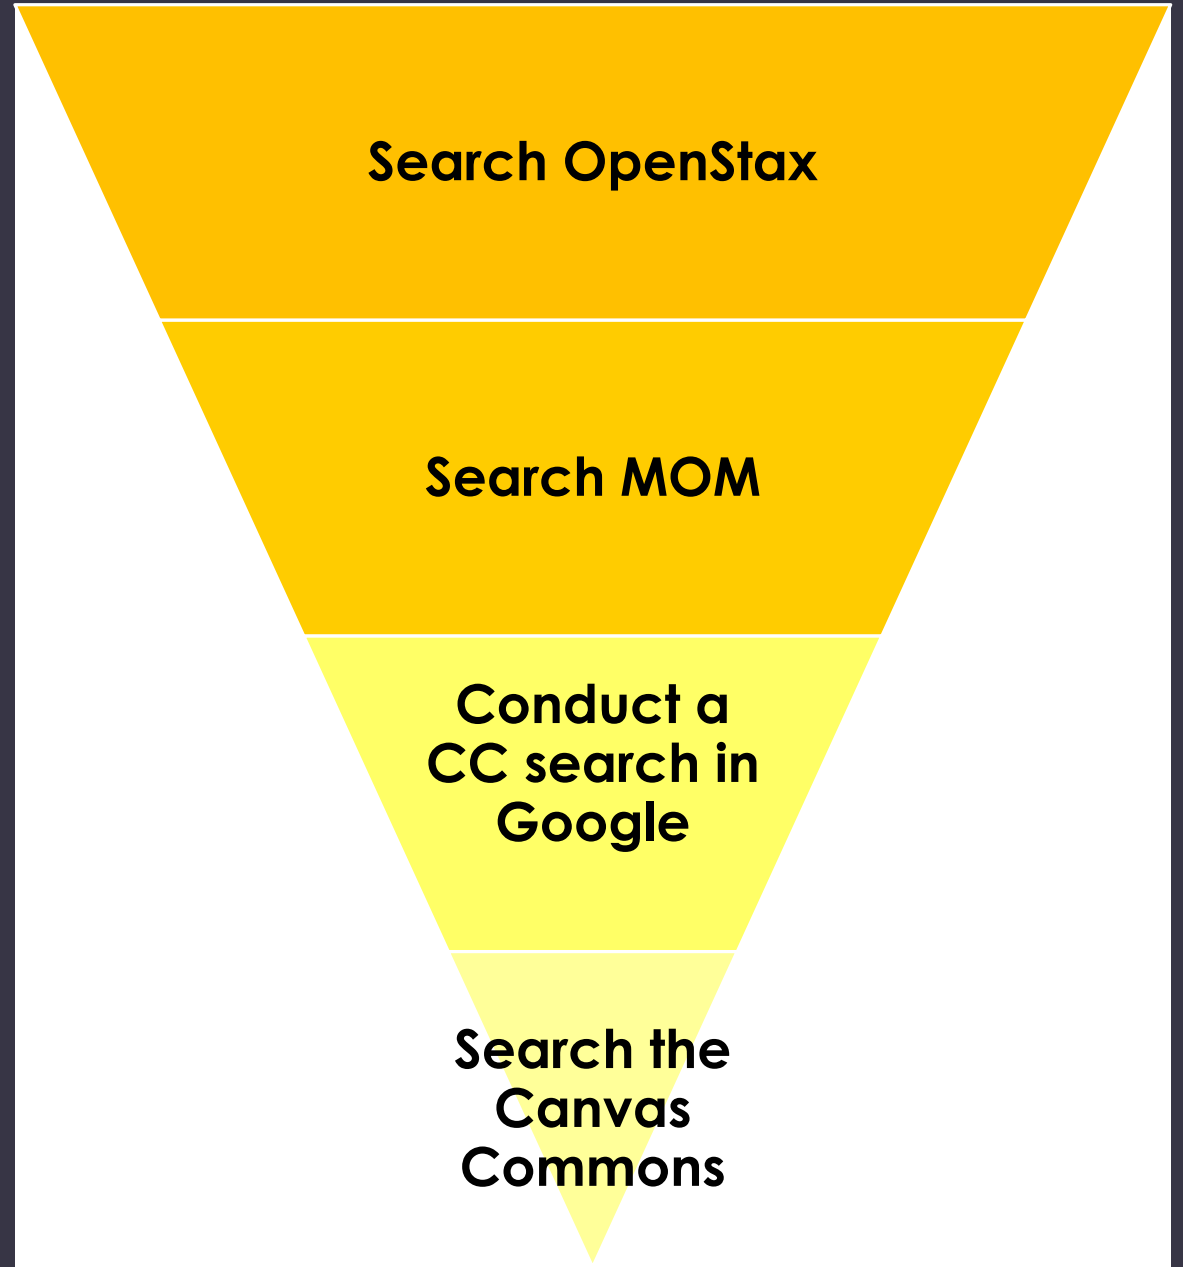 Search OpenStax
Search MOM
Conduct a
CC search in
Google
Search the
Canvas
Commons